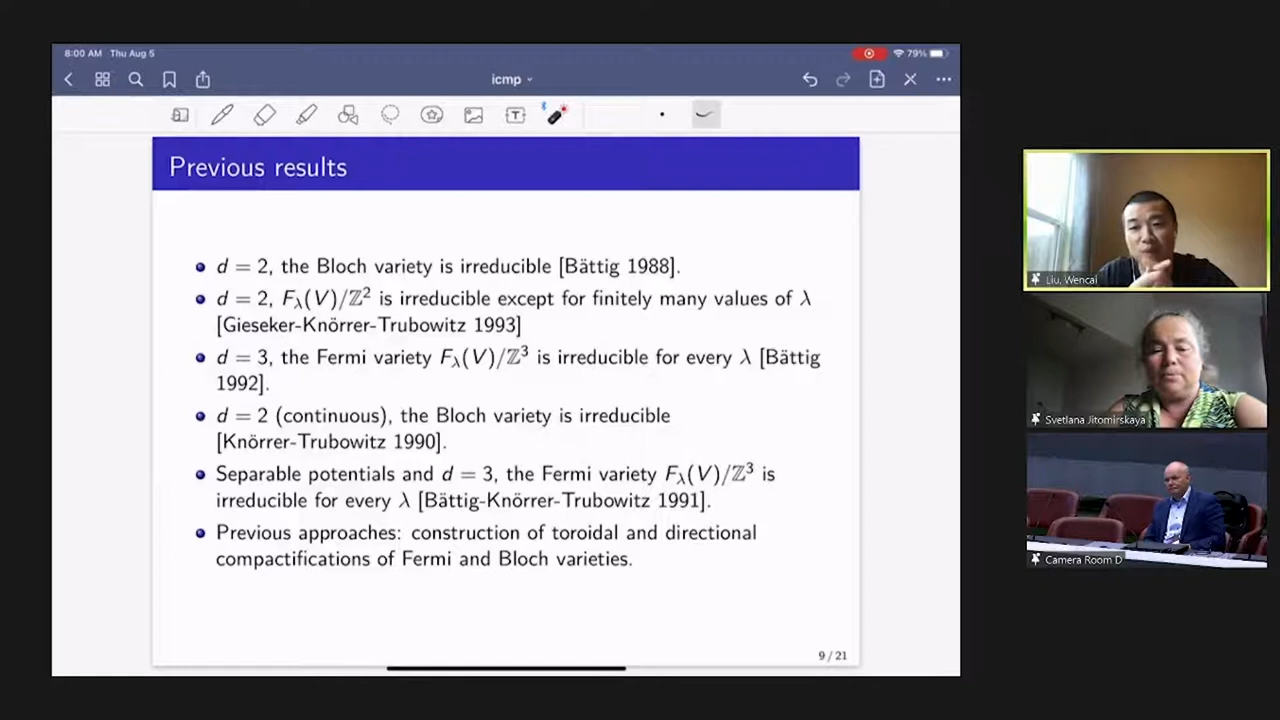 8:00 AM Thu Aug 5
79%
icmp
T
Previous results
d = 2, the Bloch variety is irreducible [Bättig 1988].
d = 2, F_λ(V)/ℤ² is irreducible except for finitely many values of λ
[Gieseker-Knörrer-Trubowitz 1993]
d = 3, the Fermi variety F_λ(V)/ℤ³ is irreducible for every λ [Bättig
1992].
d = 2 (continuous), the Bloch variety is irreducible
[Knörrer-Trubowitz 1990].
Separable potentials and d = 3, the Fermi variety F_λ(V)/ℤ³ is
irreducible for every λ [Bättig-Knörrer-Trubowitz 1991].
Previous approaches: construction of toroidal and directional
compactifications of Fermi and Bloch varieties.
9 / 21
Liu, Wencai
Svetlana Jitomirskaya
Camera Room D